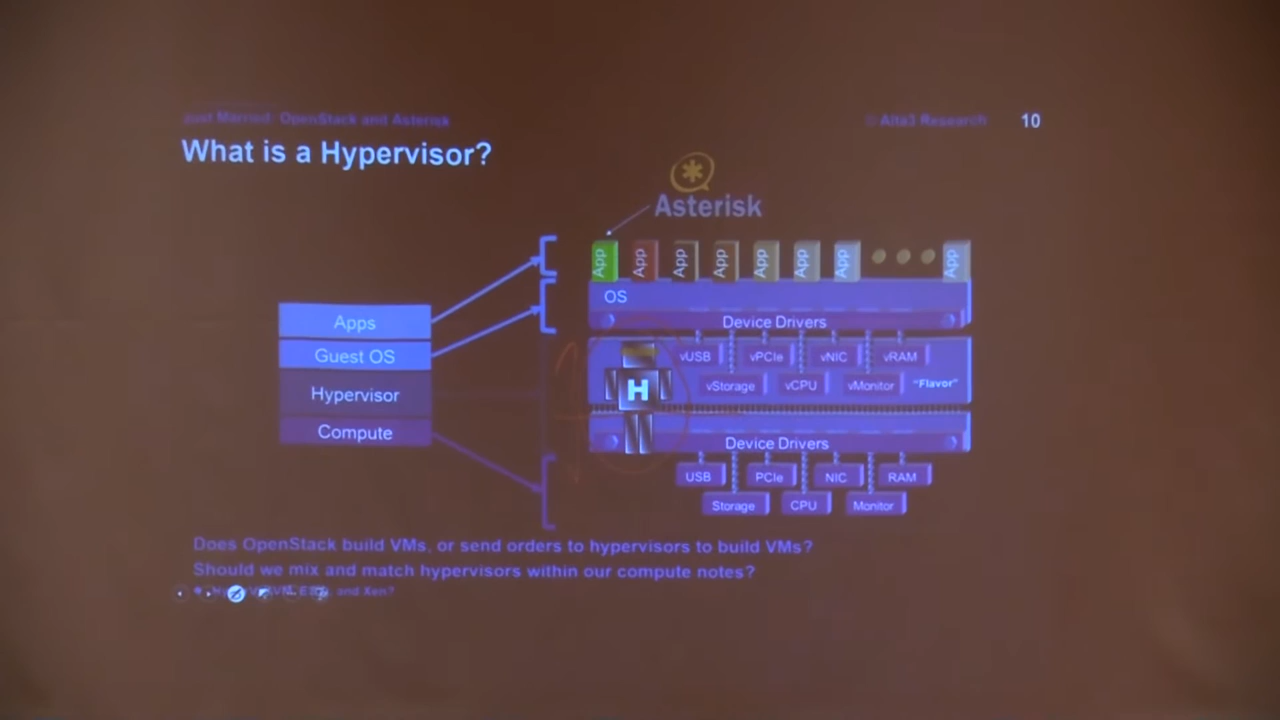 Just Married: OpenStack and Asterisk
© Alta3 Research
10
What is a Hypervisor?
Asterisk
App App App App App App App App
OS
Device Drivers
Apps
Guest OS
Hypervisor
Compute
vUSB vPCIe vNIC vRAM
vStorage vCPU vMonitor "Flavor"
H
Device Drivers
USB PCIe NIC RAM
Storage CPU Monitor
Does OpenStack build VMs, or send orders to hypervisors to build VMs?
Should we mix and match hypervisors within our compute notes?
and Xen?